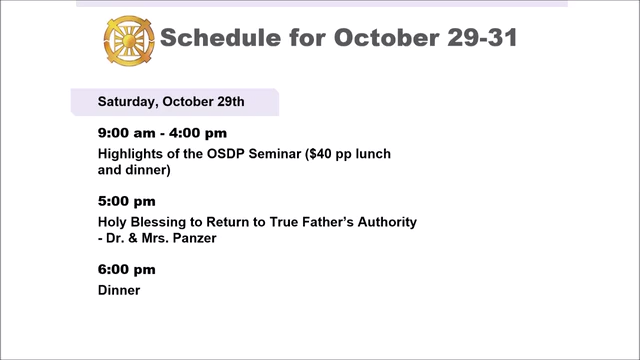 Schedule for October 29-31
Saturday, October 29th
9:00 am - 4:00 pm
Highlights of the OSDP Seminar ($40 pp lunch
and dinner)
5:00 pm
Holy Blessing to Return to True Father’s Authority
- Dr. & Mrs. Panzer
6:00 pm
Dinner